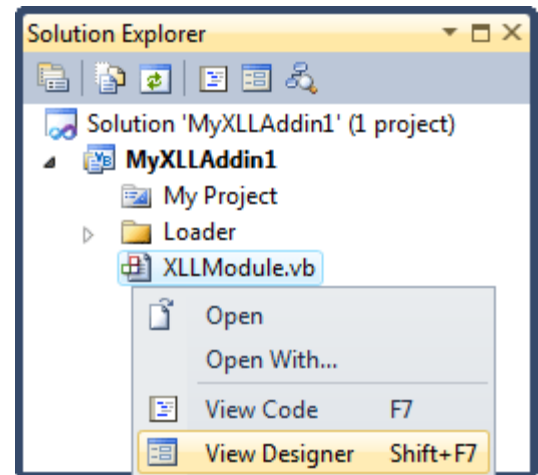 Solution Explorer
Solution 'MyXLLAddin1' (1 project)
MyXLLAddin1
My Project
Loader
XLLModule.vb
Open
Open With...
View Code F7
View Designer Shift+F7